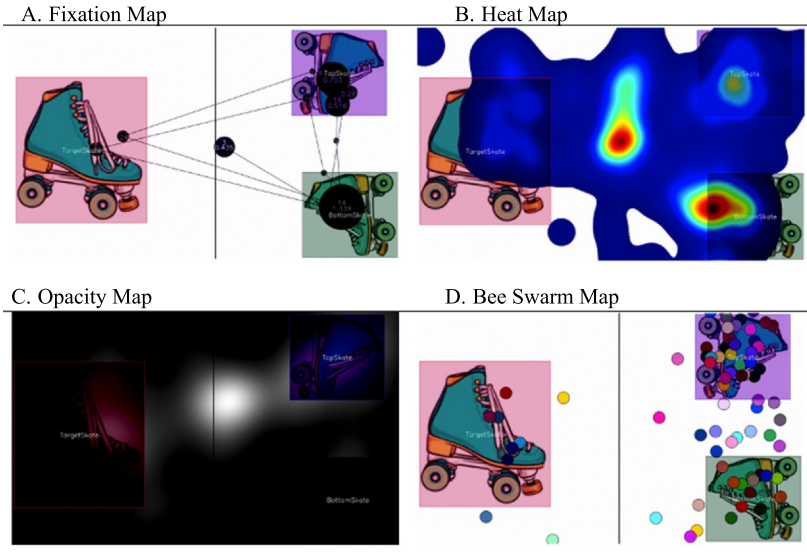 A. Fixation Map
B. Heat Map
TopSkate
TopSkate
TargetSkate
TargetSkate
BottomSkate
BottomSkate
C. Opacity Map
D. Bee Swarm Map
TopSkate
TopSkate
TargetSkate
TargetSkate
BottomSkate
BottomSkate